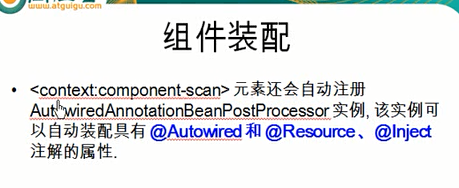 www.atguigu.com
组件装配
• <context:component-scan> 元素还会自动注册
AutowiredAnnotationBeanPostProcessor 实例, 该实例可
以自动装配具有 @Autowired 和 @Resource 、@Inject
注解的属性.